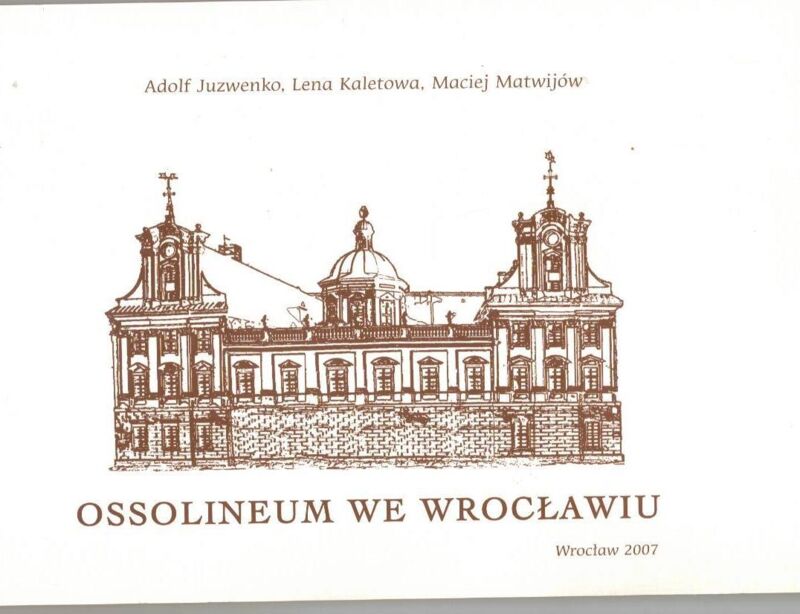 Adolf Juzwenko, Lena Kaletowa, Maciej Matwijów
OSSOLINEUM WE WROCŁAWIU
Wrocław 2007